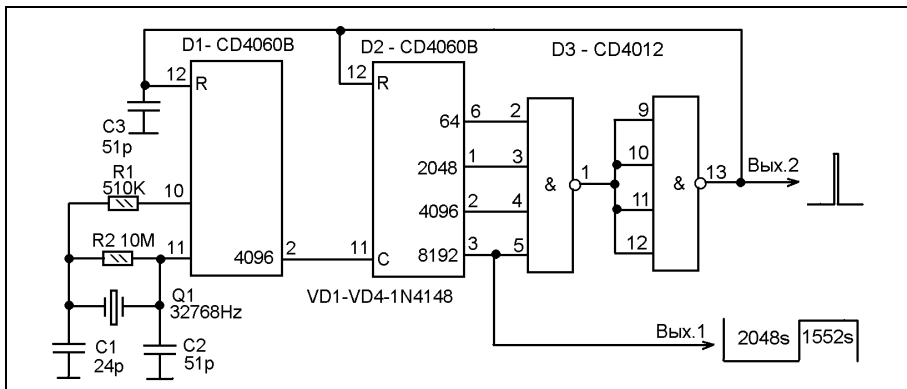 D1- CD4060B
D2 - CD4060B
D3 - CD4012
12
R
C3
51p
R1
510K
10
R2 10M
11
4096
2
Q1
32768Hz
C1
24p
C2
51p
12
R
64
6
2
2048
1
3
4096
2
4
8192
3
5
11
C
VD1-VD4-1N4148
&
1
9
10
11
12
&
13
Вых.2
Вых.1
2048s
1552s